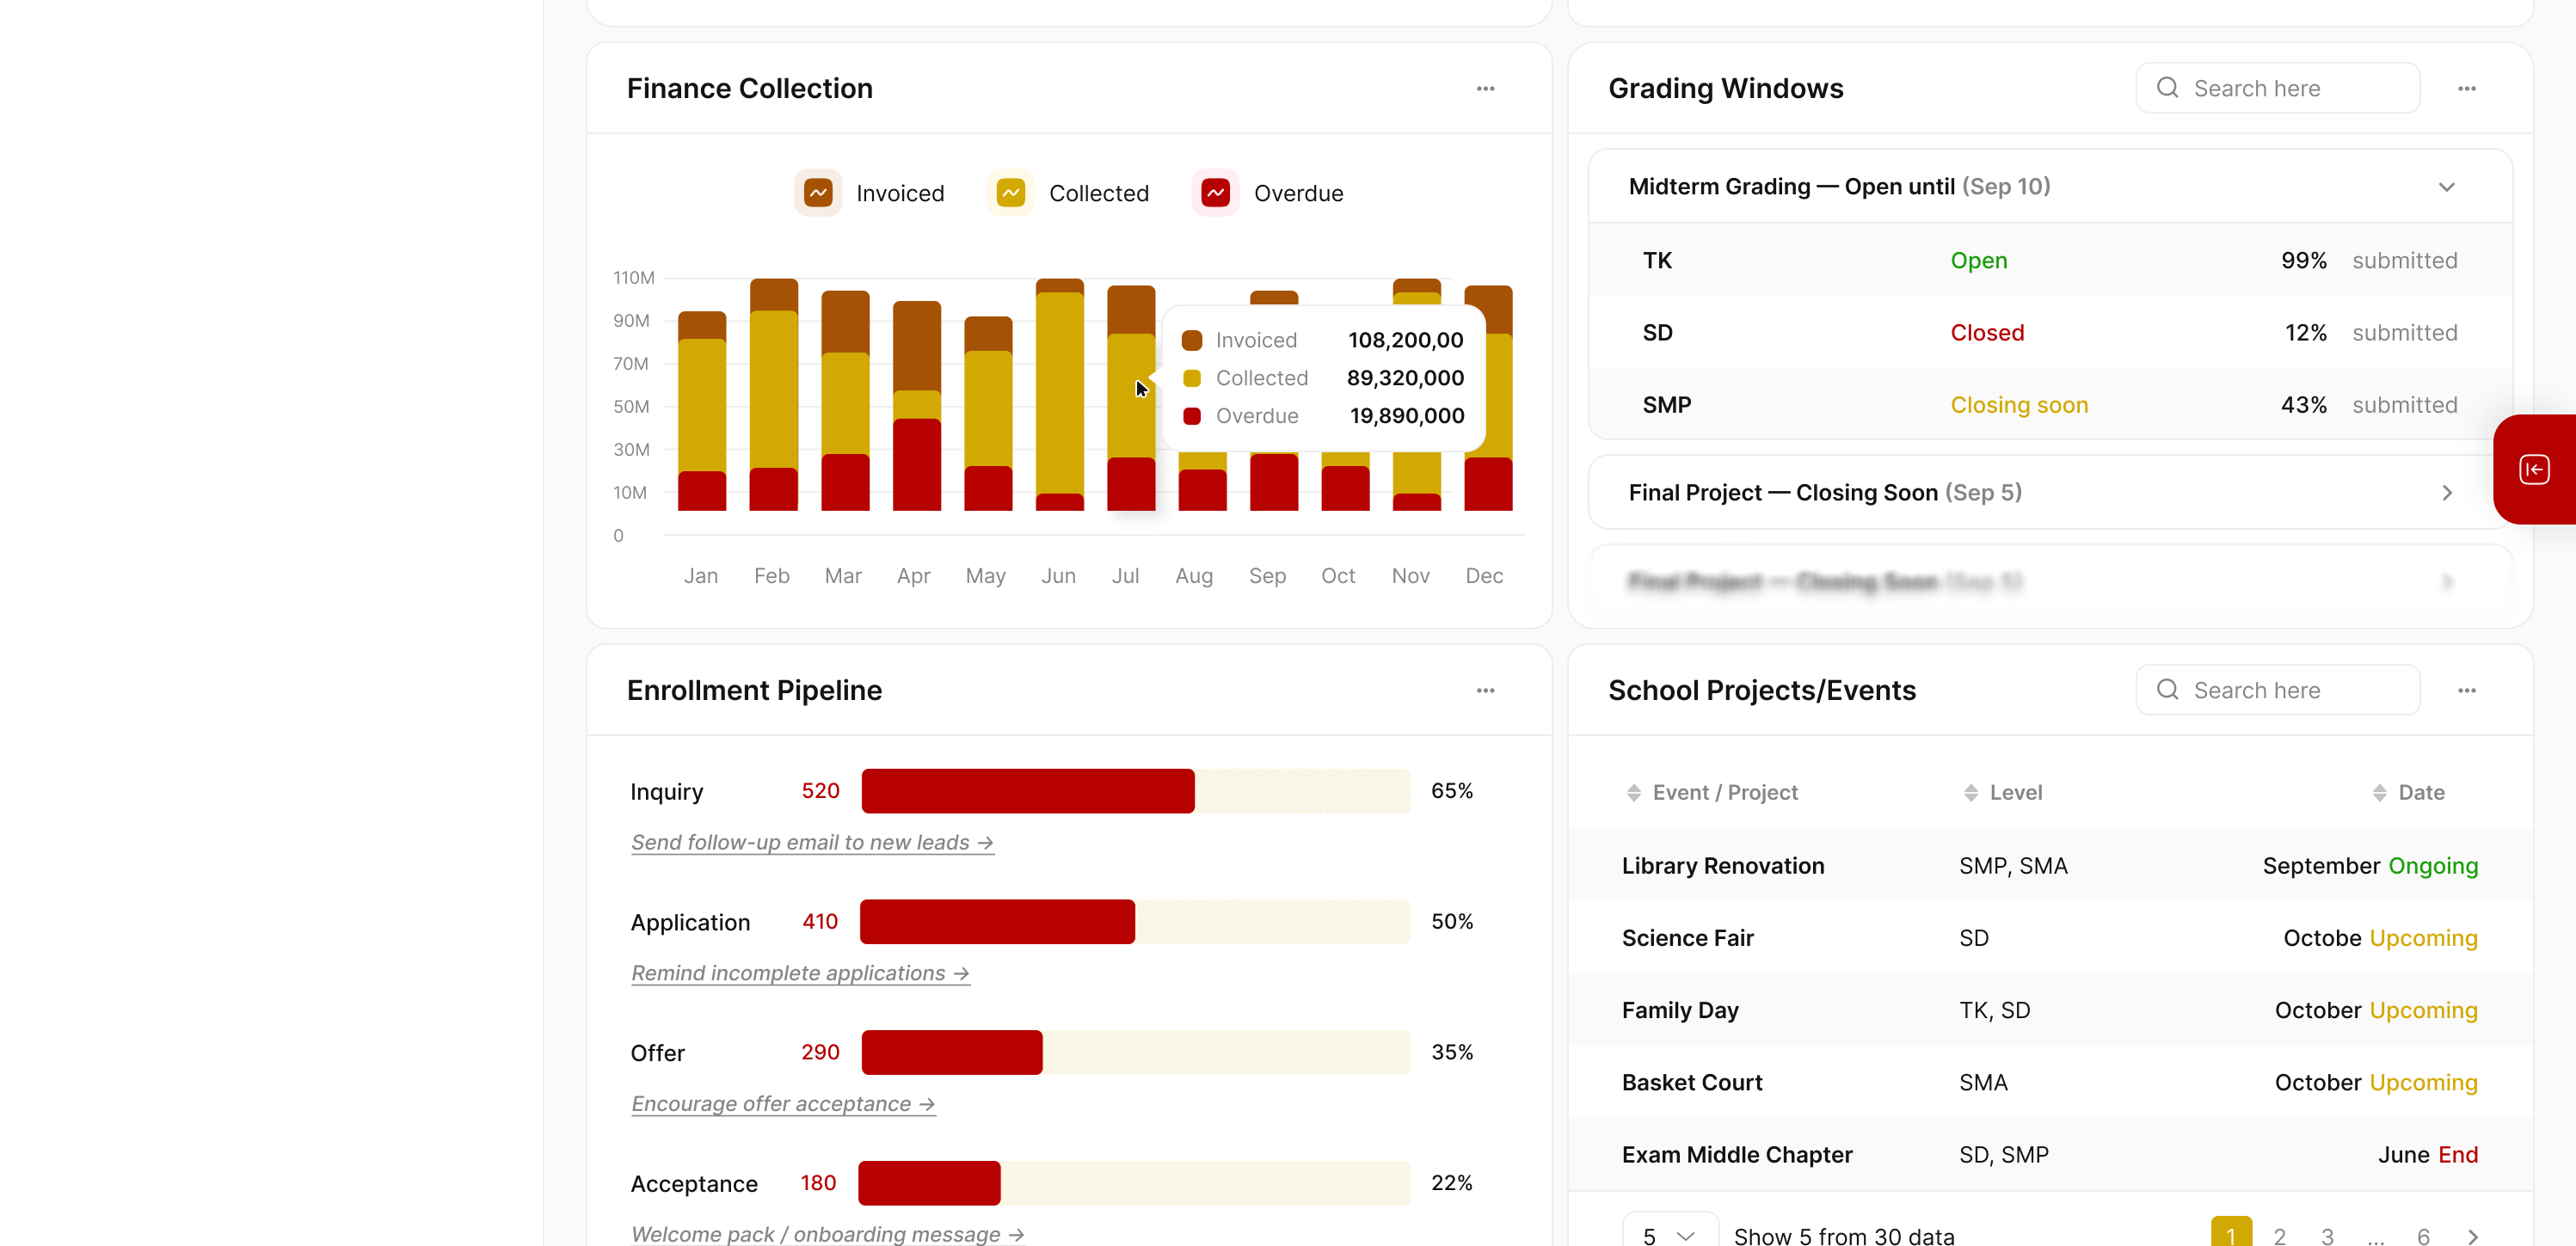 Finance Collection
Invoiced
Collected
Overdue
110M
90M
70M
50M
30M
10M
0
Invoiced 108,200,00
Collected 89,320,000
Overdue 19,890,000
Jan Feb Mar Apr May Jun Jul Aug Sep Oct Nov Dec
Grading Windows
Search here
Midterm Grading — Open until (Sep 10)
TK Open 99% submitted
SD Closed 12% submitted
SMP Closing soon 43% submitted
Final Project — Closing Soon (Sep 5)
Final Project — Closing Soon (Sep 5)
Enrollment Pipeline
Inquiry 520 65%
Send follow-up email to new leads →
Application 410 50%
Remind incomplete applications →
Offer 290 35%
Encourage offer acceptance →
Acceptance 180 22%
Welcome pack / onboarding message →
School Projects/Events
Search here
Event / Project Level Date
Library Renovation SMP, SMA September Ongoing
Science Fair SD Octobe Upcoming
Family Day TK, SD October Upcoming
Basket Court SMA October Upcoming
Exam Middle Chapter SD, SMP June End
5 Show 5 from 30 data 1 2 3 ... 6